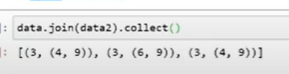 ]: data.join(data2).collect()
]: [(3, (4, 9)), (3, (6, 9)), (3, (4, 9))]